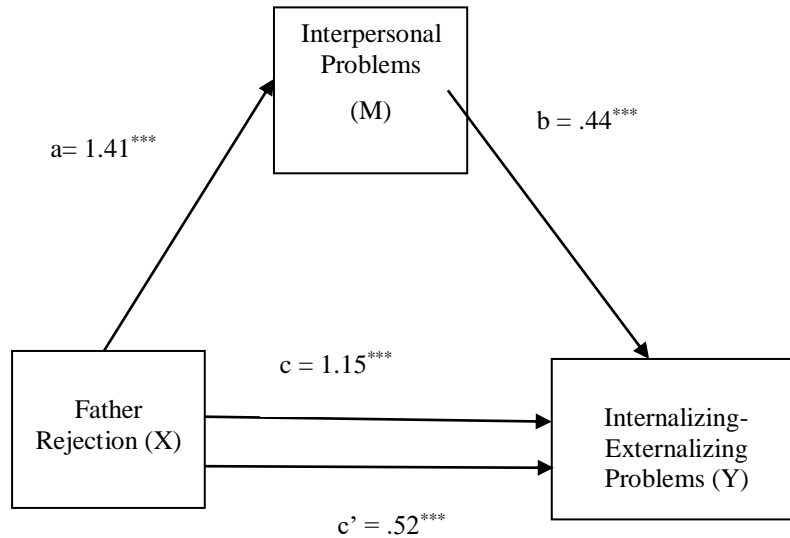 Interpersonal
Problems
(M)
a= 1.41***
b = .44***
c = 1.15***
Father
Rejection (X)
Internalizing-
Externalizing
Problems (Y)
c’ = .52***